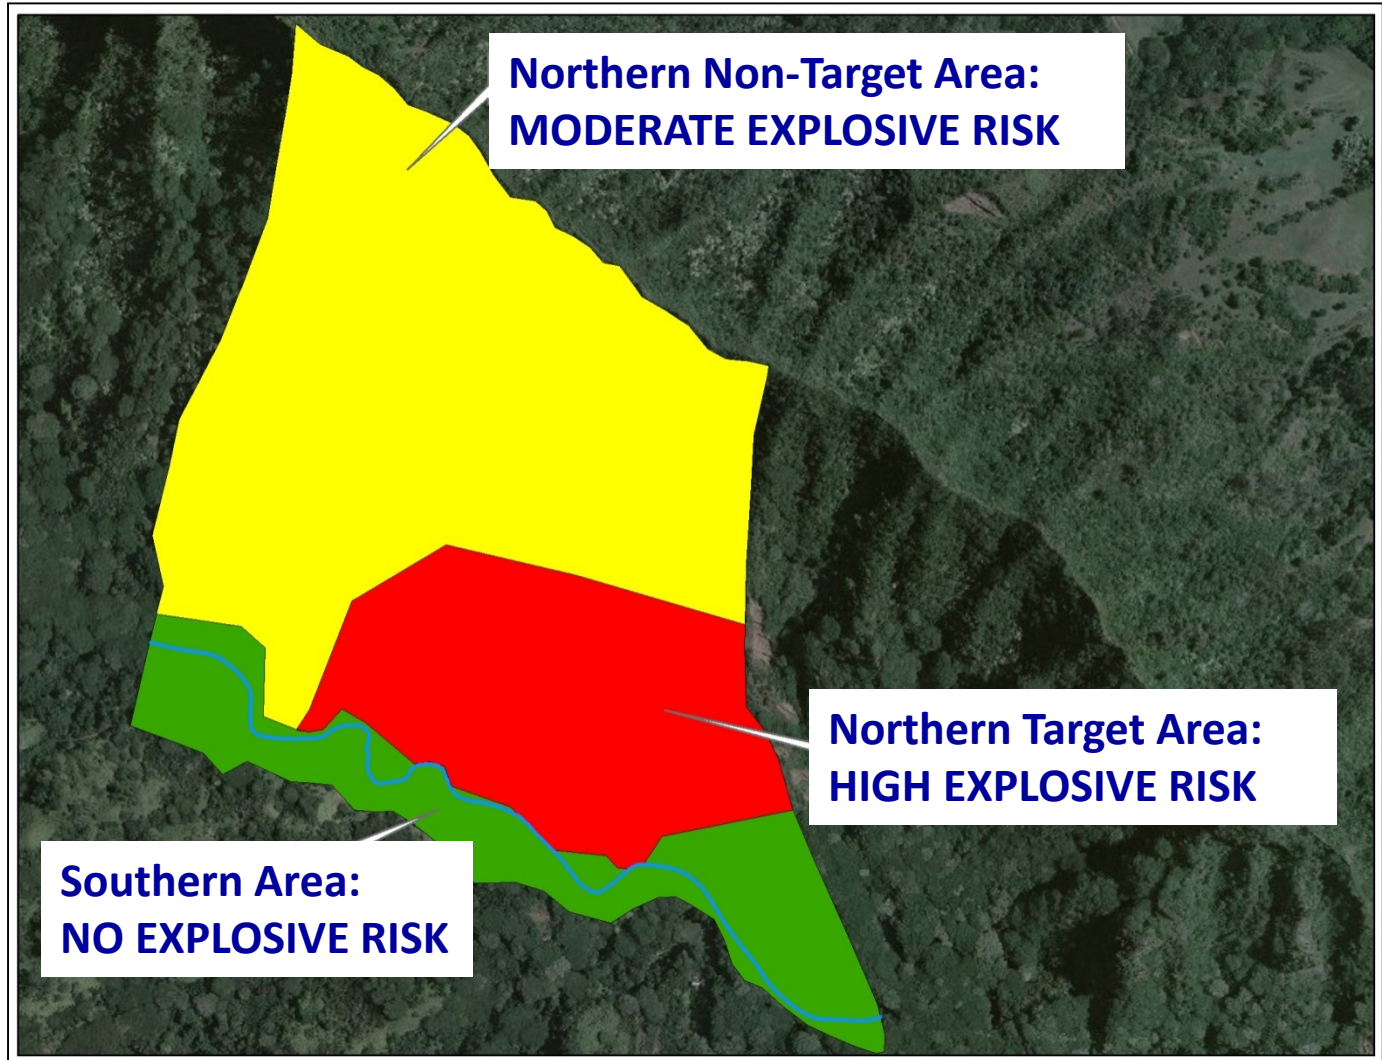 Northern Non-Target Area:
MODERATE EXPLOSIVE RISK
Northern Target Area:
HIGH EXPLOSIVE RISK
Southern Area:
NO EXPLOSIVE RISK